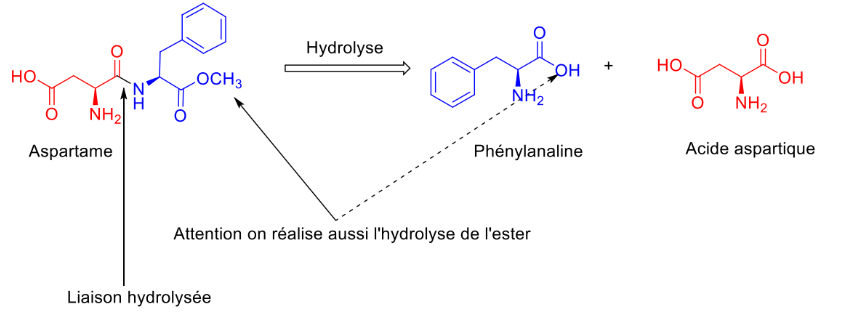 Hydrolyse
HO
O
NH2
O
N
H
O
OCH3
O
OH
NH2
+
HO
O
NH2
O
OH
Aspartame
Phénylanaline
Acide aspartique
Attention on réalise aussi l'hydrolyse de l'ester
Liaison hydrolysée